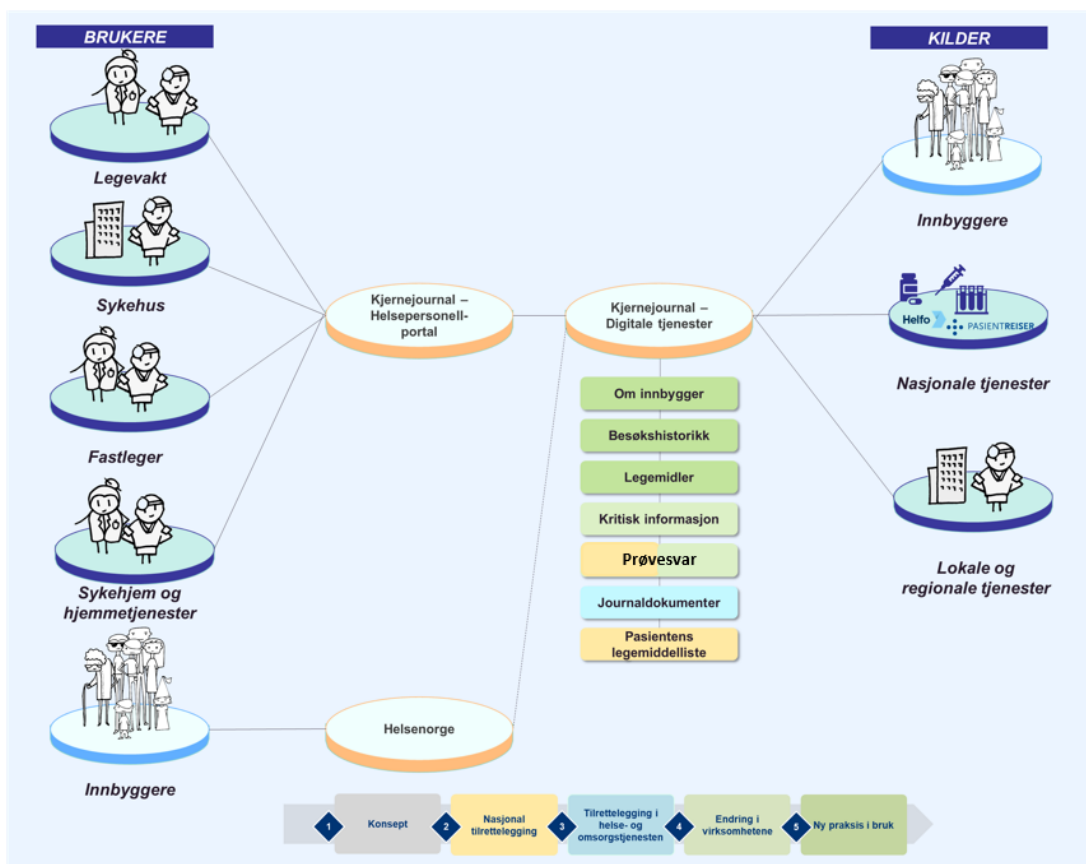 BRUKERE
Legevakt
Sykehus
Fastleger
Sykehjem og
hjemmetjenester
Innbyggere
Kjernejournal –
Helsepersonell-
portal
Helsenorge
Kjernejournal –
Digitale tjenester
Om innbygger
Besøkshistorikk
Legemidler
Kritisk informasjon
Prøvesvar
Journaldokumenter
Pasientens
legemiddelliste
KILDER
Innbyggere
Helfo
PASIENTREISER
Nasjonale tjenester
Lokale og
regionale tjenester
1
Konsept
2
Nasjonal
tilrettelegging
3
Tilrettelegging i
helse- og
omsorgstjenesten
4
Endring i
virksomhetene
5
Ny praksis i bruk